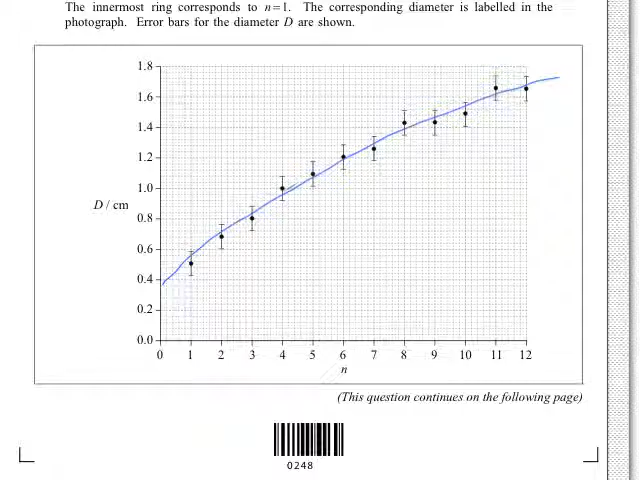 The innermost ring corresponds to n=1. The corresponding diameter is labelled in the
photograph. Error bars for the diameter D are shown.
1.8
1.6
1.4
1.2
1.0
D / cm
0.8
0.6
0.4
0.2
0.0
0 1 2 3 4 5 6 7 8 9 10 11 12
n
(This question continues on the following page)
0248